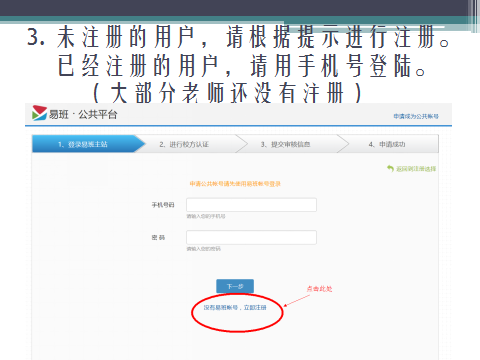 3. 未注册的用户，请根据提示进行注册。
已经注册的用户，请用手机号登陆。
（大部分老师还没有注册）
易班·公共平台
申请成为公共账号
1、登录易班主站
2、进行校方认证
3、提交审核信息
4、申请成功
返回到注册选择
申请公共帐号请先使用易班帐号登录
手机号码
请输入您的手机号
密 码
请输入您的密码
下一步
点击此处
没有易班帐号，立即注册